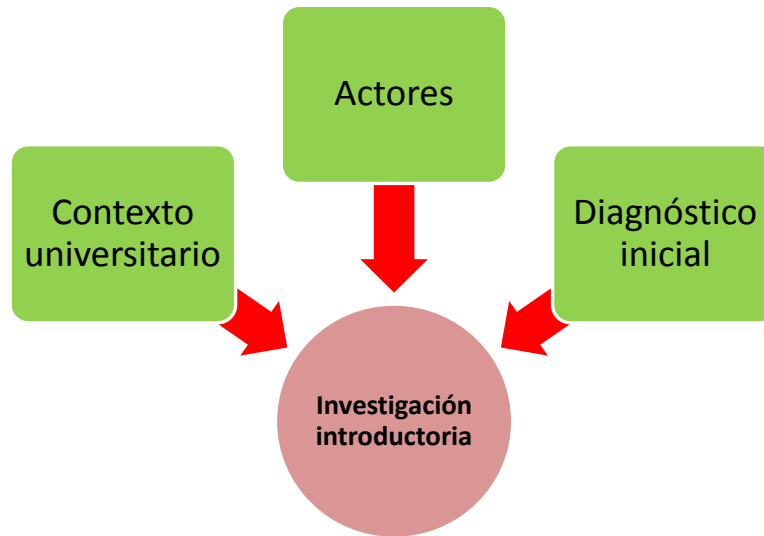 Actores
Contexto
universitario
Diagnóstico
inicial
Investigación
introductoria